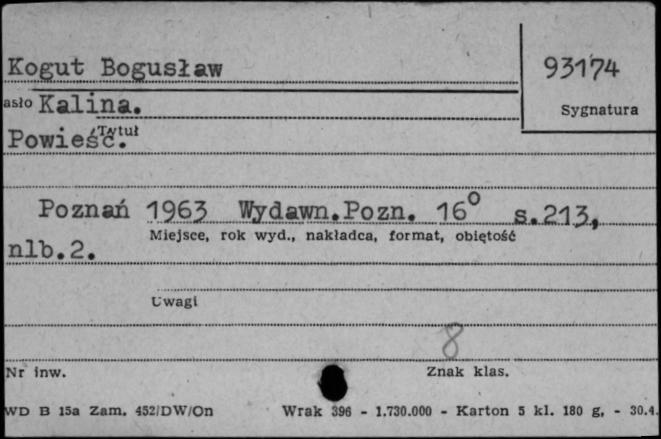 Kogut Bogusław
93174
Sygnatura
asło Kalina.
Tytuł
Powieść.
Poznań 1963 Wydawn.Pozn. 16° s.213,
Miejsce, rok wyd., nakładca, format, obiętość
nlb.2.
Uwagi
8
Nr inw.
Znak klas.
WD B 15a Zam. 452/DW/On Wrak 396 - 1.730.000 - Karton 5 kl. 180 g. - 30.4.